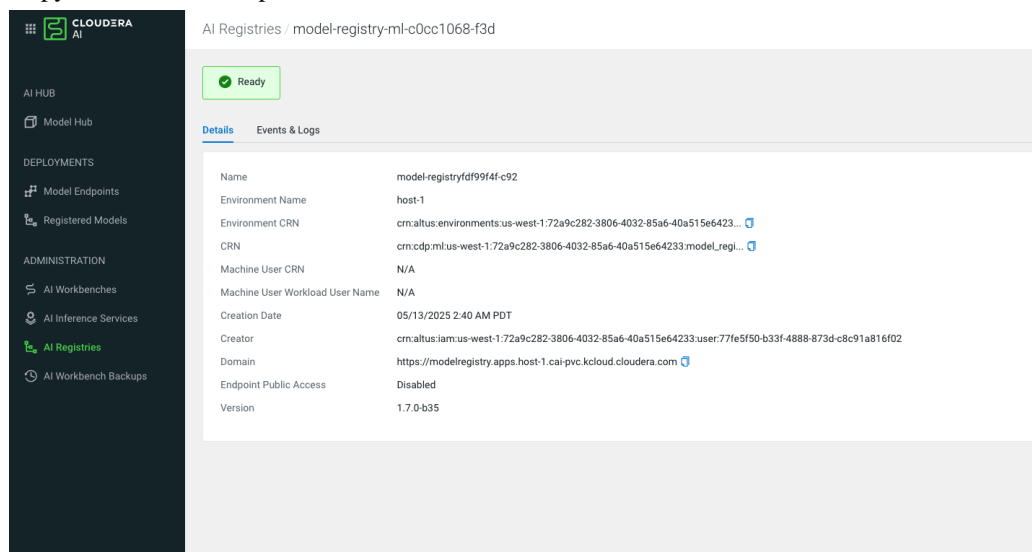 CLOUDERA
AI
AI Registries / model-registry-ml-c0cc1068-f3d
Ready
AI HUB
Model Hub
DEPLOYMENTS
Model Endpoints
Registered Models
ADMINISTRATION
AI Workbenches
AI Inference Services
AI Registries
AI Workbench Backups
Details Events & Logs
Name model-registryfdf99f4f-c92
Environment Name host-1
Environment CRN crn:altus:environments:us-west-1:72a9c282-3806-4032-85a6-40a515e6423...
CRN crn:cdp:ml:us-west-1:72a9c282-3806-4032-85a6-40a515e64233:model_regi...
Machine User CRN N/A
Machine User Workload User Name N/A
Creation Date 05/13/2025 2:40 AM PDT
Creator crn:altus:iam:us-west-1:72a9c282-3806-4032-85a6-40a515e64233:user:77fe5f50-b33f-4888-873d-c8c91a816f02
Domain https://modelregistry.apps.host-1.cai-pvc.kcloud.cloudera.com
Endpoint Public Access Disabled
Version 1.7.0-b35